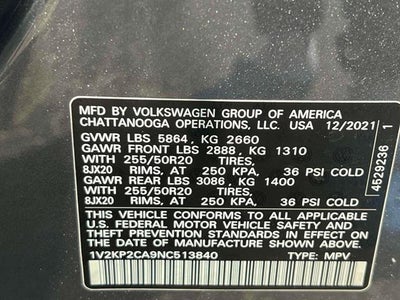 MFD BY VOLKSWAGEN GROUP OF AMERICA
CHATTANOOGA OPERATIONS, LLC. USA 12/2021
GVWR LBS 5864, KG 2660
GAWR FRONT LBS 2888, KG 1310
WITH 255/50R20 TIRES,
8JX20 RIMS, AT 250 KPA, 36 PSI COLD
GAWR REAR LBS 3086, KG 1400
WITH 255/50R20 TIRES,
8JX20 RIMS, AT 250 KPA, 36 PSI COLD
THIS VEHICLE CONFORMS TO ALL APPLICABLE
U.S. FEDERAL MOTOR VEHICLE SAFETY STANDARDS
IN EFFECT ON THE DATE OF MANUFACTURE SHOWN ABOVE.
1V2KP2CA9NC513840 TYPE: MPV
4529236 1